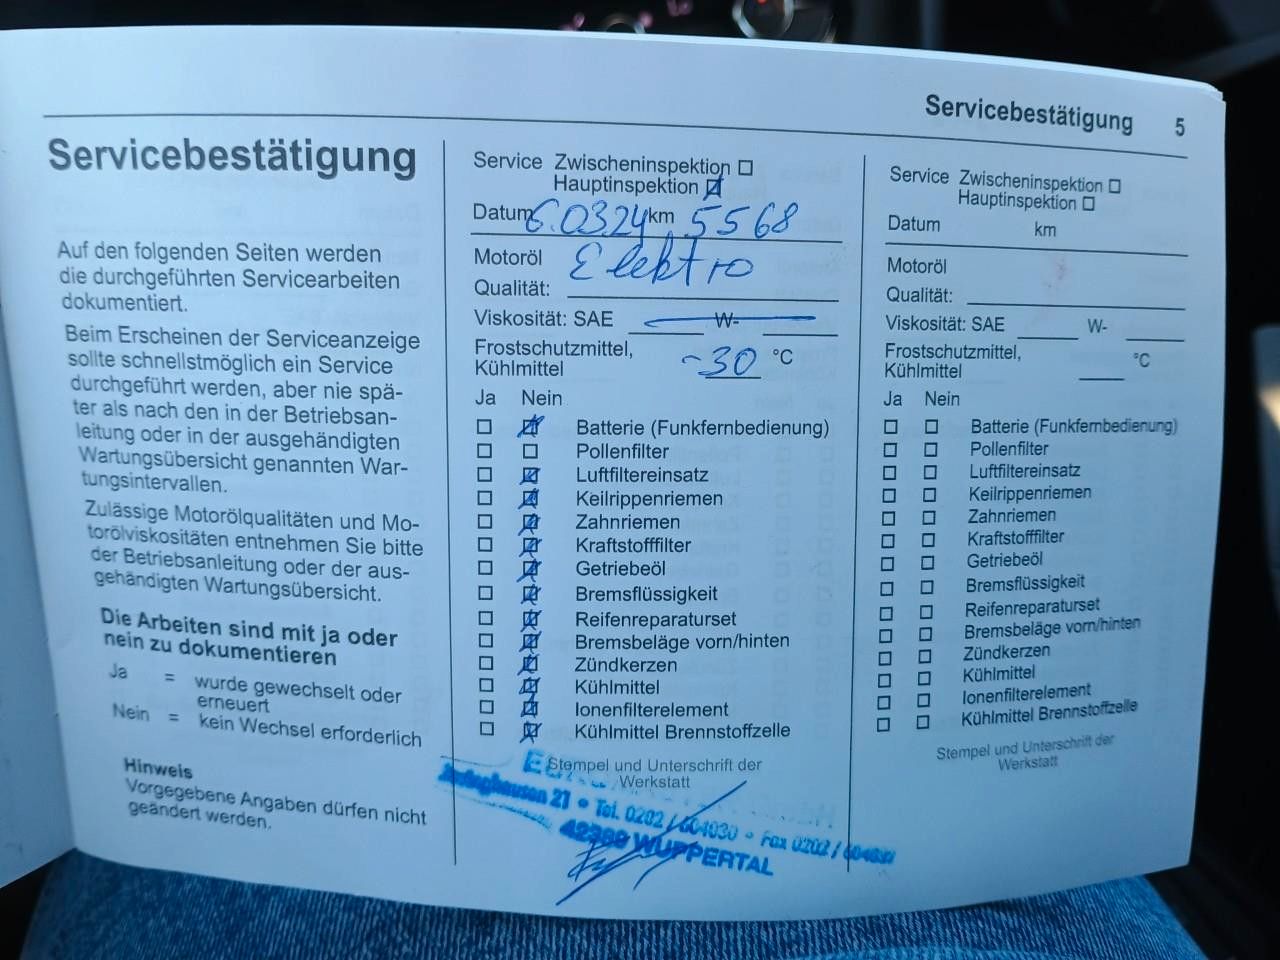 Servicebestätigung 5
Servicebestätigung
Auf den folgenden Seiten werden
die durchgeführten Servicearbeiten
dokumentiert.
Beim Erscheinen der Serviceanzeige
sollte schnellstmöglich ein Service
durchgeführt werden, aber nie spä-
ter als nach den in der Betriebsan-
leitung oder in der ausgehändigten
Wartungsübersicht genannten War-
tungsintervallen.
Zulässige Motorölqualitäten und Mo-
torölviskositäten entnehmen Sie bitte
der Betriebsanleitung oder der aus-
gehändigten Wartungsübersicht.
Die Arbeiten sind mit ja oder
nein zu dokumentieren
Ja = wurde gewechselt oder
erneuert
Nein = kein Wechsel erforderlich
Hinweis
Vorgegebene Angaben dürfen nicht
geändert werden.
Service Zwischeninspektion
Hauptinspektion
Datum 6.03.24 km 5568
Motoröl Elektro
Qualität:
Viskosität: SAE W-
Frostschutzmittel,
Kühlmittel -30 °C
Ja Nein
Batterie (Funkfernbedienung)
Pollenfilter
Luftfiltereinsatz
Keilrippenriemen
Zahnriemen
Kraftstofffilter
Getriebeöl
Bremsflüssigkeit
Reifenreparaturset
Bremsbeläge vorn/hinten
Zündkerzen
Kühlmittel
Ionenfilterelement
Kühlmittel Brennstoffzelle
Stempel und Unterschrift der
Werkstatt
21 • Tel. 0202 / 604030 • Fax 0202 /
WUPPERTAL
Service Zwischeninspektion
Hauptinspektion
Datum km
Motoröl
Qualität:
Viskosität: SAE W-
Frostschutzmittel,
Kühlmittel °C
Ja Nein
Batterie (Funkfernbedienung)
Pollenfilter
Luftfiltereinsatz
Keilrippenriemen
Zahnriemen
Kraftstofffilter
Getriebeöl
Bremsflüssigkeit
Reifenreparaturset
Bremsbeläge vorn/hinten
Zündkerzen
Kühlmittel
Ionenfilterelement
Kühlmittel Brennstoffzelle
Stempel und Unterschrift der
Werkstatt